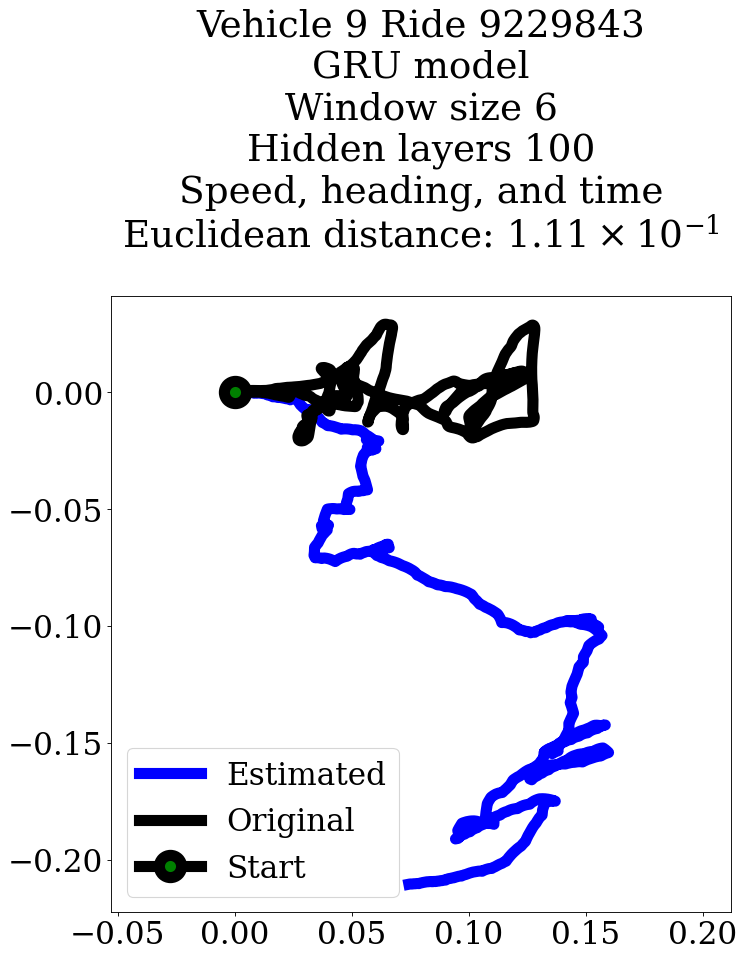 Vehicle 9 Ride 9229843
GRU model
Window size 6
Hidden layers 100
Speed, heading, and time
Euclidean distance: 1.11 × 10⁻¹
0.00
−0.05
−0.10
−0.15
−0.20
Estimated
Original
Start
−0.05 0.00 0.05 0.10 0.15 0.20